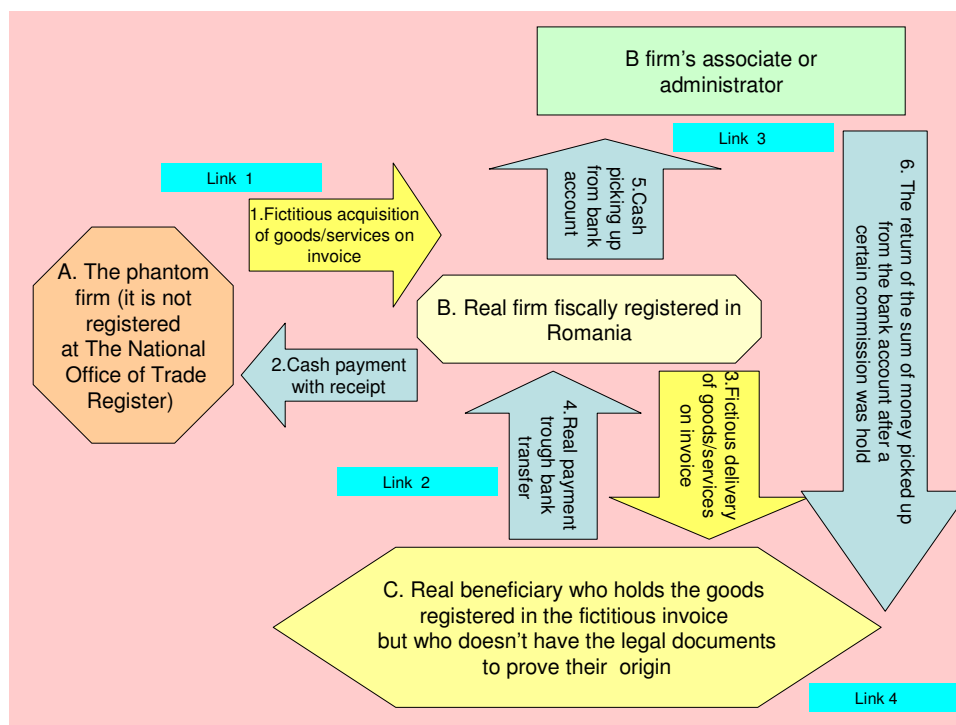 B firm's associate or
administrator
Link 3
Link 1
1.Fictitious acquisition
of goods/services on
invoice
5.Cash
picking up
from bank
account
6. The return of the sum of money picked up
from the bank account after a
certain commission was hold
A. The phantom
firm (it is not
registered
at The National
Office of Trade
Register)
B. Real firm fiscally registered in
Romania
2.Cash payment
with receipt
4.Real payment
trough bank
transfer
3.Fictious delivery
of goods/services
on invoice
Link 2
C. Real beneficiary who holds the goods
registered in the fictitious invoice
but who doesn't have the legal documents
to prove their origin
Link 4